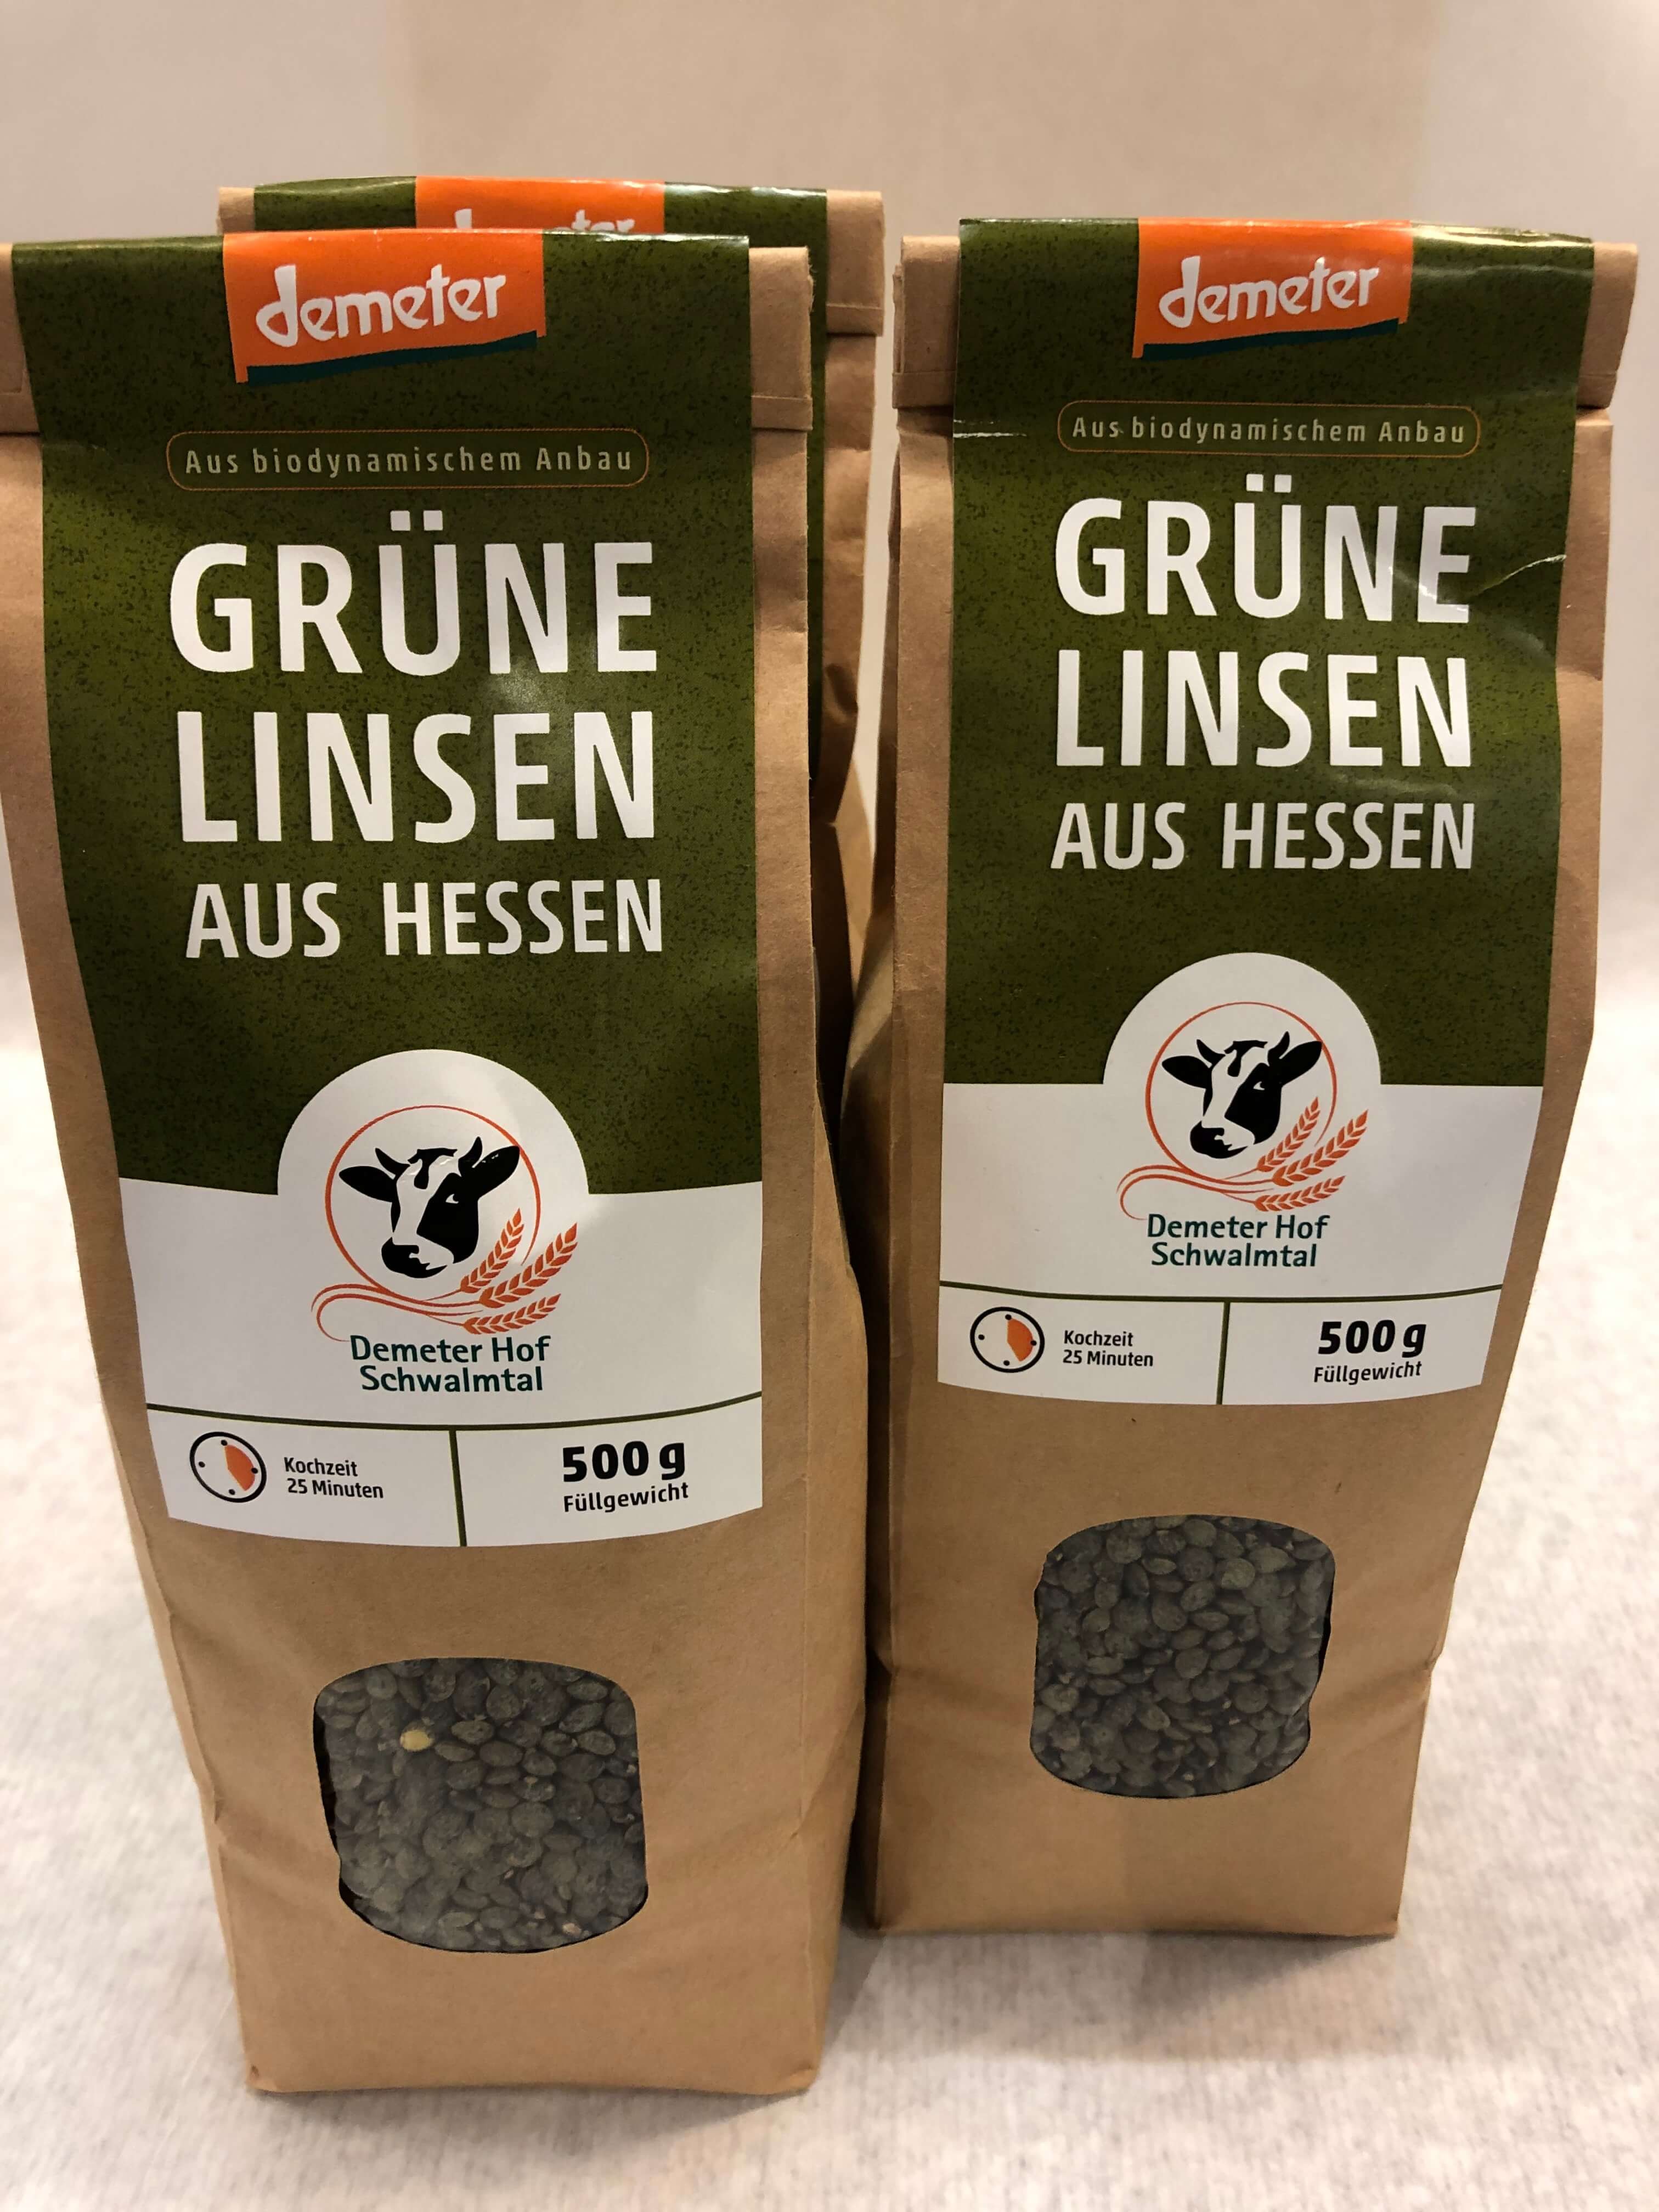 demeter
demeter
Aus biodynamischem Anbau
GRÜNE
LINSEN
AUS HESSEN
Demeter Hof
Schwalmtal
Kochzeit
25 Minuten
500 g
Füllgewicht
demeter
Aus biodynamischem Anbau
GRÜNE
LINSEN
AUS HESSEN
Demeter Hof
Schwalmtal
Kochzeit
25 Minuten
500 g
Füllgewicht